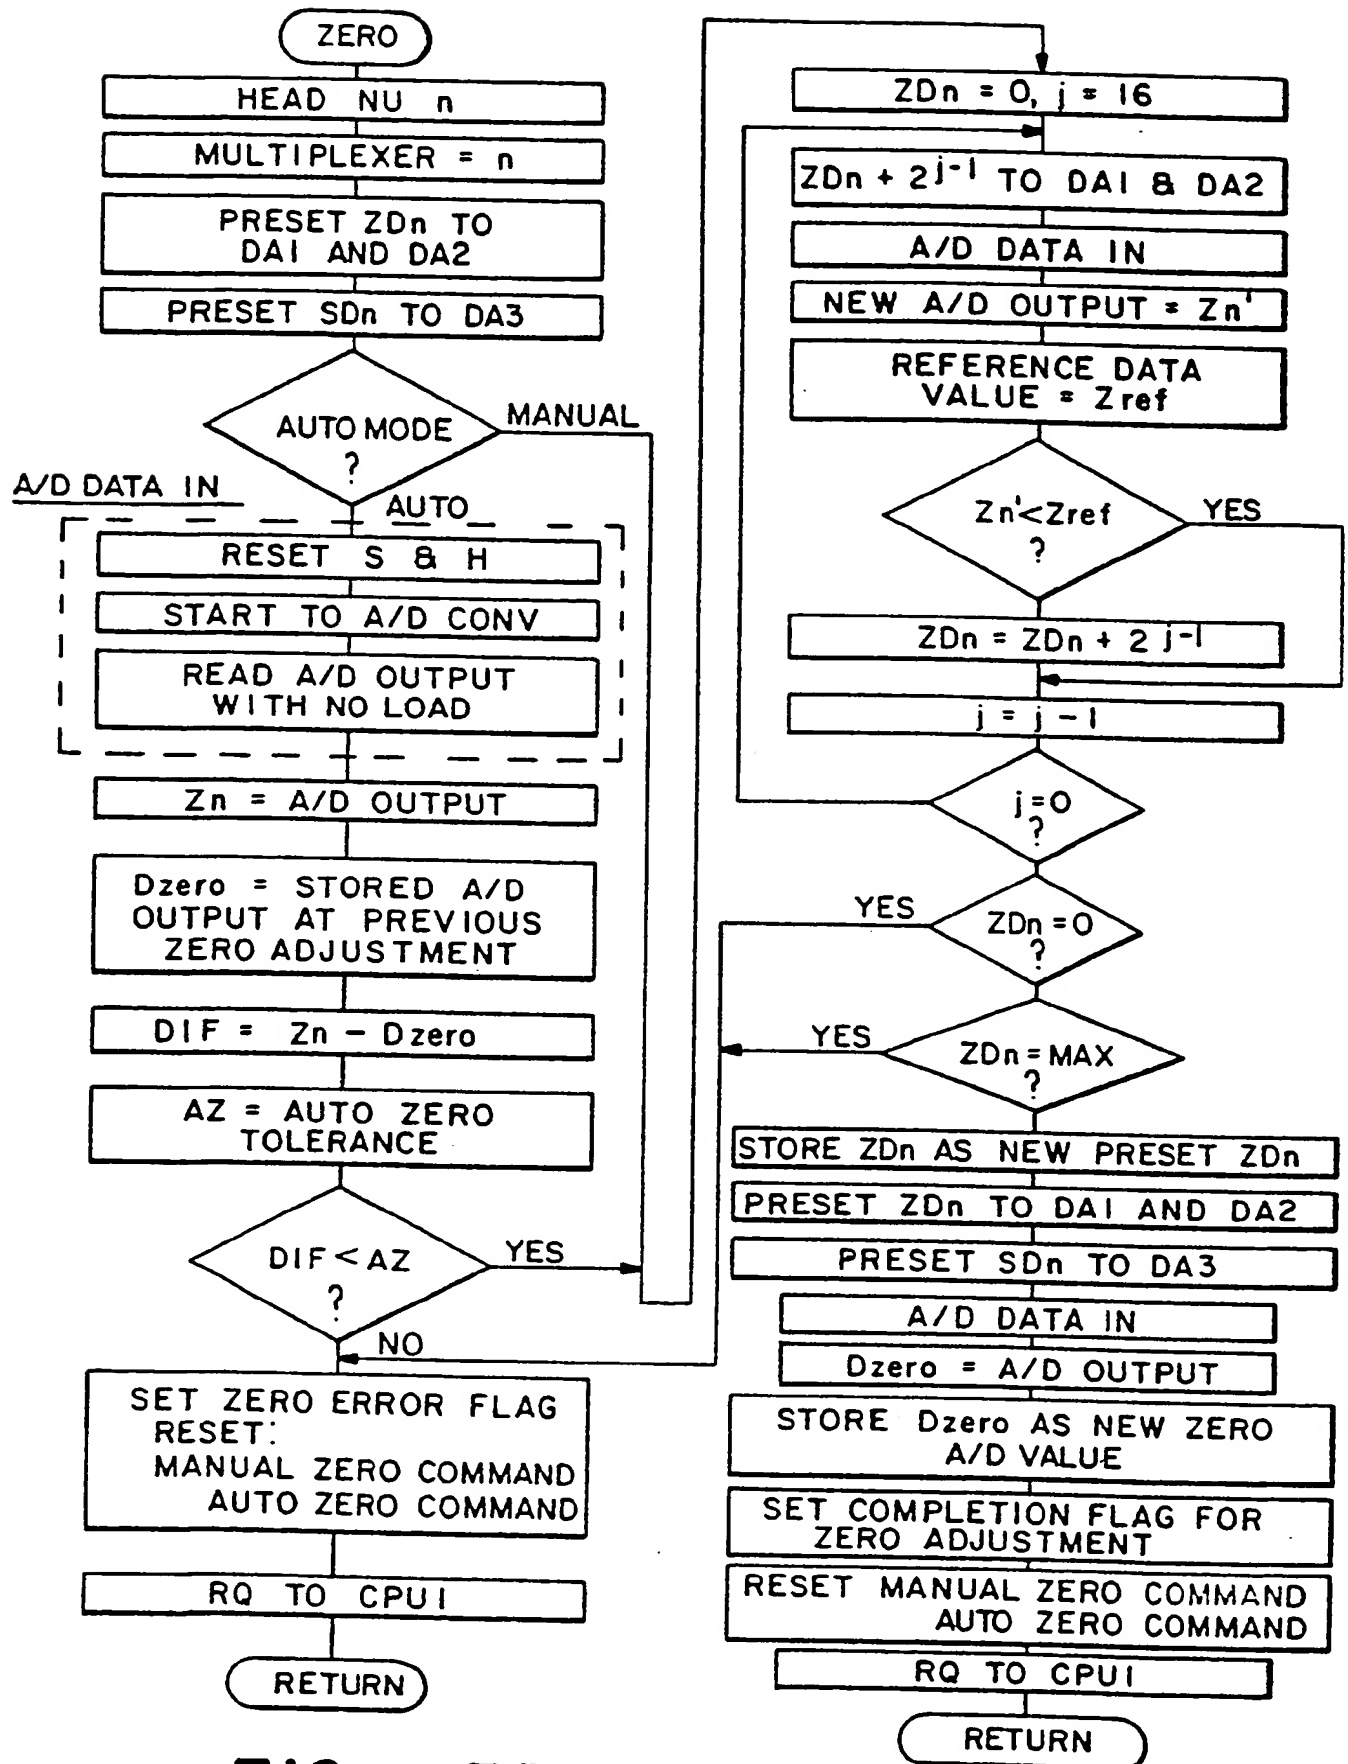 ZERO
HEAD NU n
MULTIPLEXER = n
PRESET ZDn TO
DA1 AND DA2
PRESET SDn TO DA3
AUTO MODE
?
MANUAL
A/D DATA IN
AUTO
RESET S & H
START TO A/D CONV
READ A/D OUTPUT
WITH NO LOAD
Zn = A/D OUTPUT
Dzero = STORED A/D
OUTPUT AT PREVIOUS
ZERO ADJUSTMENT
DIF = Zn - Dzero
AZ = AUTO ZERO
TOLERANCE
DIF < AZ
?
YES
NO
SET ZERO ERROR FLAG
RESET:
MANUAL ZERO COMMAND
AUTO ZERO COMMAND
RQ TO CPU1
RETURN
ZDn = 0, j = 16
ZDn + 2^j-1 TO DA1 & DA2
A/D DATA IN
NEW A/D OUTPUT = Zn'
REFERENCE DATA
VALUE = Zref
Zn' < Zref
?
YES
ZDn = ZDn + 2^j-1
j = j - 1
j = 0
?
YES
ZDn = 0
?
YES
ZDn = MAX
?
STORE ZDn AS NEW PRESET ZDn
PRESET ZDn TO DA1 AND DA2
PRESET SDn TO DA3
A/D DATA IN
Dzero = A/D OUTPUT
STORE Dzero AS NEW ZERO
A/D VALUE
SET COMPLETION FLAG FOR
ZERO ADJUSTMENT
RESET MANUAL ZERO COMMAND
AUTO ZERO COMMAND
RQ TO CPU1
RETURN